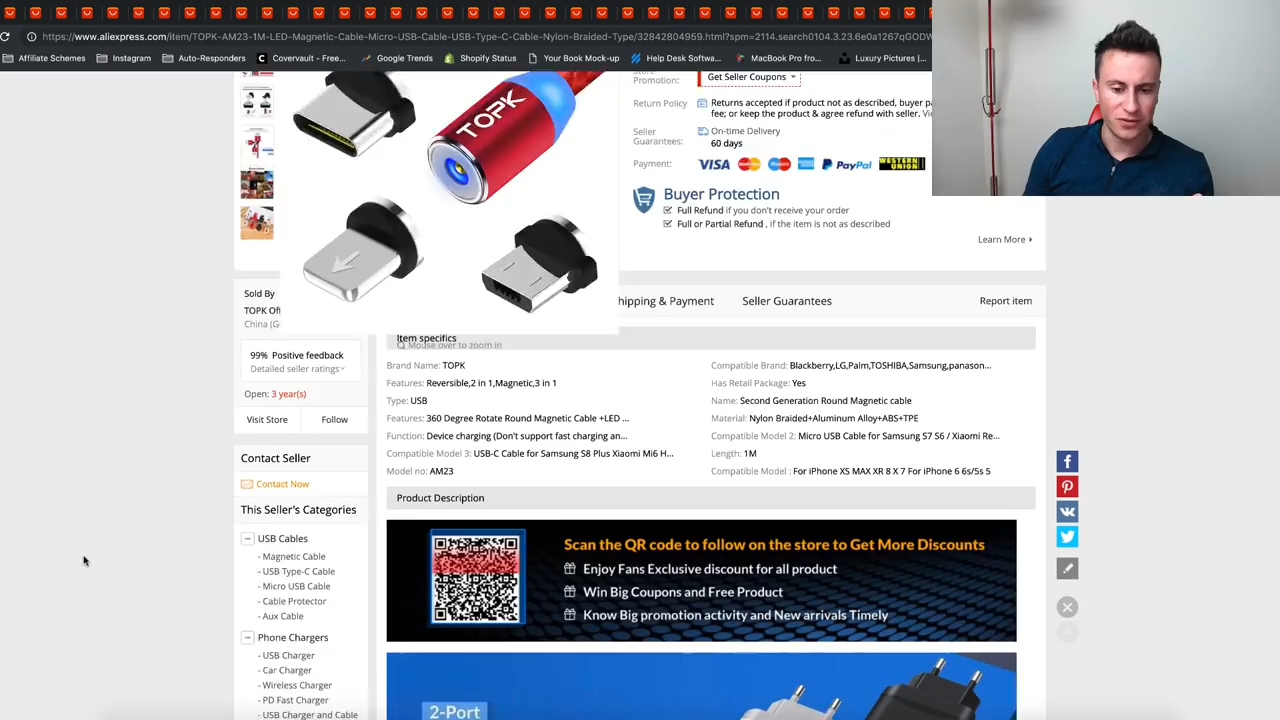 https://www.aliexpress.com/item/TOPK-AM23-1M-LED-Magnetic-Cable-Micro-USB-Cable-USB-Type-C-Cable-Nylon-Braided-Type/32842804959.html?spm=2114.search0104.3.23.6e0a1267qGODW
Affiliate Schemes
Instagram
Auto-Responders
Covervault - Free...
Google Trends
Shopify Status
Your Book Mock-up
Help Desk Softwa...
MacBook Pro fro...
Luxury Pictures |...
TOPK
Store
Promotion:
Get Seller Coupons
Return Policy
Returns accepted if product not as described, buyer pa
fee; or keep the product & agree refund with seller. Vi
Seller
Guarantees:
On-time Delivery
60 days
Payment:
VISA
PayPal
WESTERN
UNION
Buyer Protection
Full Refund if you don't receive your order
Full or Partial Refund , if the item is not as described
Learn More
Sold By
TOPK Off
China (G
99% Positive feedback
Detailed seller ratings
Open: 3 year(s)
Visit Store
Follow
hipping & Payment
Seller Guarantees
Report item
Item specifics
Mouse over to zoom in
Brand Name: TOPK
Compatible Brand: Blackberry,LG,Palm,TOSHIBA,Samsung,panason...
Features: Reversible,2 in 1,Magnetic,3 in 1
Has Retail Package: Yes
Type: USB
Name: Second Generation Round Magnetic cable
Features: 360 Degree Rotate Round Magnetic Cable +LED ...
Material: Nylon Braided+Aluminum Alloy+ABS+TPE
Function: Device charging (Don't support fast charging an...
Compatible Model 2: Micro USB Cable for Samsung S7 S6 / Xiaomi Re...
Compatible Model 3: USB-C Cable for Samsung S8 Plus Xiaomi Mi6 H...
Length: 1M
Model no: AM23
Compatible Model : For iPhone XS MAX XR 8 X 7 For iPhone 6 6s/5s 5
Contact Seller
Contact Now
This Seller's Categories
USB Cables
- Magnetic Cable
- USB Type-C Cable
- Micro USB Cable
- Cable Protector
- Aux Cable
Phone Chargers
- USB Charger
- Car Charger
- Wireless Charger
- PD Fast Charger
- USB Charger and Cable
Product Description
Scan the QR code to follow on the store to Get More Discounts
Enjoy Fans Exclusive discount for all product
Win Big Coupons and Free Product
Know Big promotion activity and New arrivals Timely
2-Port